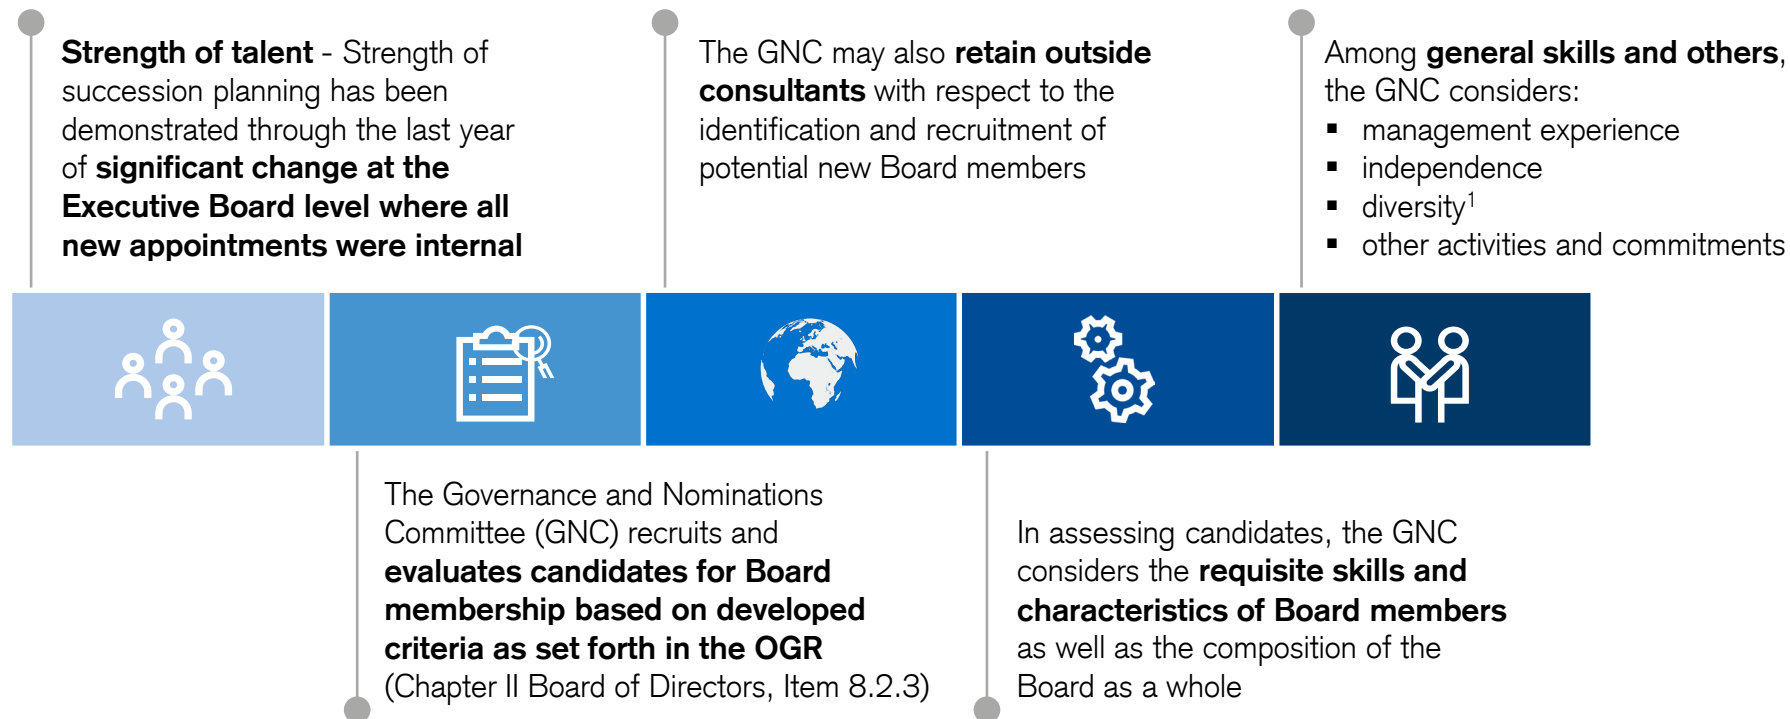 Strength of talent - Strength of
succession planning has been
demonstrated through the last year
of significant change at the
Executive Board level where all
new appointments were internal
The GNC may also retain outside
consultants with respect to the
identification and recruitment of
potential new Board members
Among general skills and others,
the GNC considers:
▪ management experience
▪ independence
▪ diversity¹
▪ other activities and commitments
The Governance and Nominations
Committee (GNC) recruits and
evaluates candidates for Board
membership based on developed
criteria as set forth in the OGR
(Chapter II Board of Directors, Item 8.2.3)
In assessing candidates, the GNC
considers the requisite skills and
characteristics of Board members
as well as the composition of the
Board as a whole